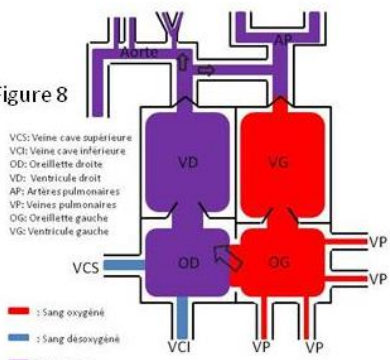 Aorte
AP
Figure 8
VCS: Veine cave supérieure
VCI: Veine cave inférieure
OD: Oreillette droite
VD: Ventricule droit
AP: Artères pulmonaires
VP: Veines pulmonaires
OG: Oreillette gauche
VG: Ventricule gauche
VD
VG
OD
OG
VP
VP
VCS
VCI
VP
VP
: Sang oxygéné
: Sang désoxygéné